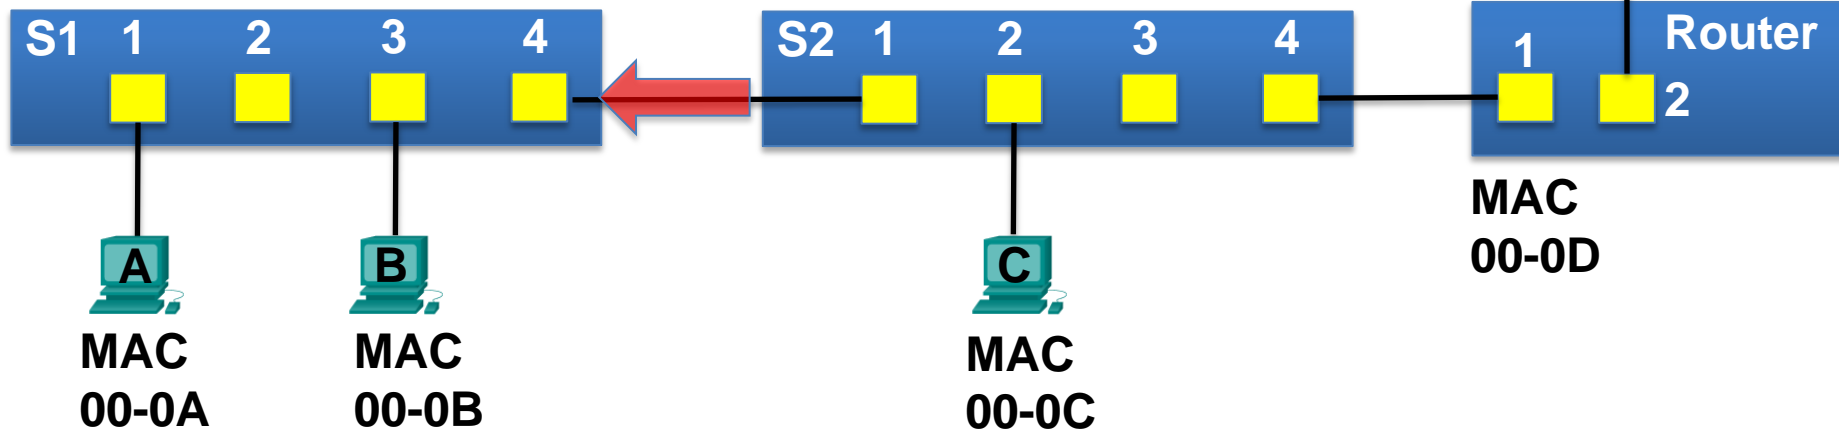 S1 1 2 3 4
S2 1 2 3 4
1 Router
2
MAC
00-0D
A
B
C
MAC
00-0A
MAC
00-0B
MAC
00-0C